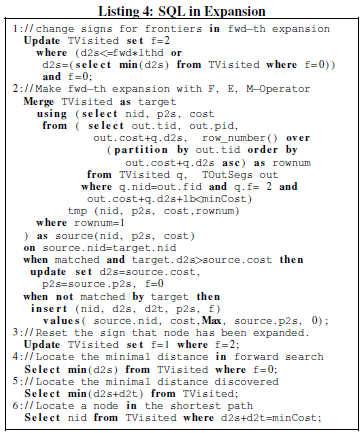 Listing 4: SQL in Expansion
1://change signs for frontiers in fwd—th expansion
Update TVisited set f=2
where (d2s<=fwd*lthd or
d2s=(select min(d2s) from TVisited where f=0))
and f=0;
2://Make fwd—th expansion with F, E, M—Operator
Merge TVisited as target
using (select nid, p2s, cost
from ( select out.tid, out.pid,
out.cost+q.d2s, row_number() over
(partition by out.tid order by
out.cost+q.d2s asc) as rownum
from TVisited q, TOutSegs out
where q.nid=out.fid and q.f= 2 and
out.cost+q.d2s+lb<minCost)
tmp (nid, p2s, cost,rownum)
where rownum=1
) as source(nid, p2s, cost)
on source.nid=target.nid
when matched and target.d2s>source.cost then
update set d2s=source.cost,
p2s=source.p2s, f=0
when not matched by target then
insert (nid, d2s, d2t, p2s, f)
values( source.nid, cost,Max, source.p2s, 0);
3://Reset the sign that node has been expanded.
Update TVisited set f=1 where f=2;
4://Locate the minimal distance in forward search
Select min(d2s) from TVisited where f=0;
5://Locate the minimal distance discovered
Select min(d2s+d2t) from TVisited;
6://Locate a node in the shortest path
Select nid from TVisited where d2s+d2t=minCost;